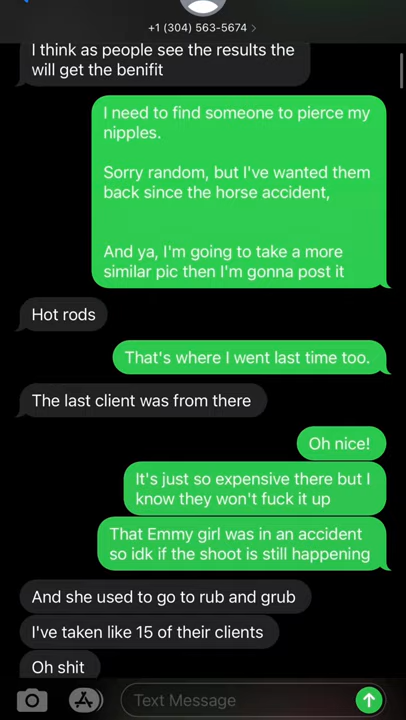 +1 (304) 563-5674 >
I think as people see the results the
will get the benifit
I need to find someone to pierce my
nipples.
Sorry random, but I've wanted them
back since the horse accident,
And ya, I'm going to take a more
similar pic then I'm gonna post it
Hot rods
That's where I went last time too.
The last client was from there
Oh nice!
It's just so expensive there but I
know they won't fuck it up
That Emmy girl was in an accident
so idk if the shoot is still happening
And she used to go to rub and grub
I've taken like 15 of their clients
Oh shit
Text Message